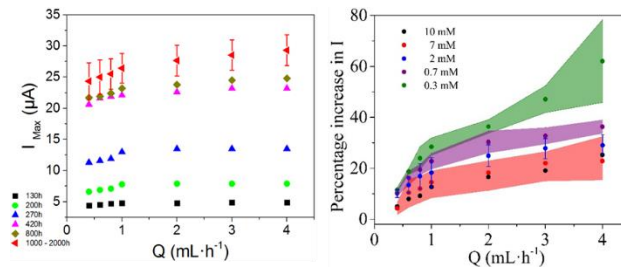 35
30
25
20
15
10
5
I Max (μA)
130h
200h
270h
420h
800h
1000 - 2000h
0 1 2 3 4
Q (mL·h⁻¹)
80
60
40
20
0
Percentage increase in I
10 mM
7 mM
2 mM
0.7 mM
0.3 mM
0 1 2 3 4
Q (mL·h⁻¹)